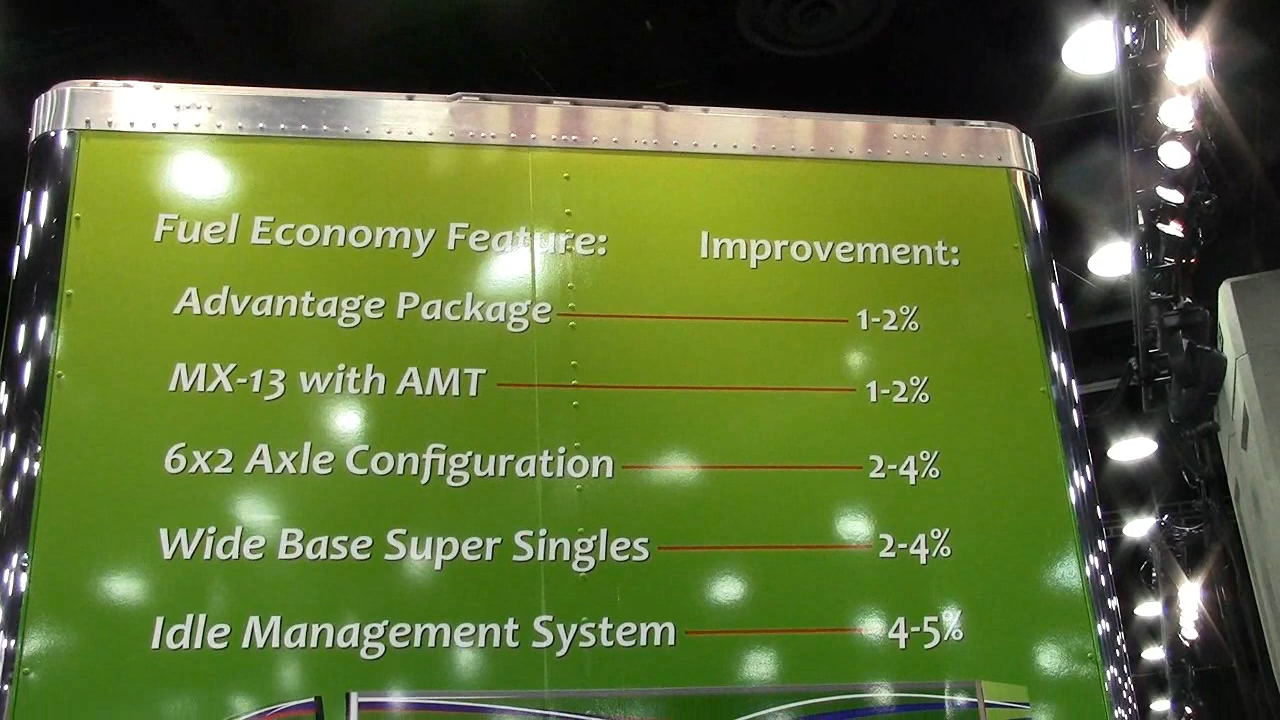 Fuel Economy Feature: Improvement:
Advantage Package 1-2%
MX-13 with AMT 1-2%
6x2 Axle Configuration 2-4%
Wide Base Super Singles 2-4%
Idle Management System 4-5%